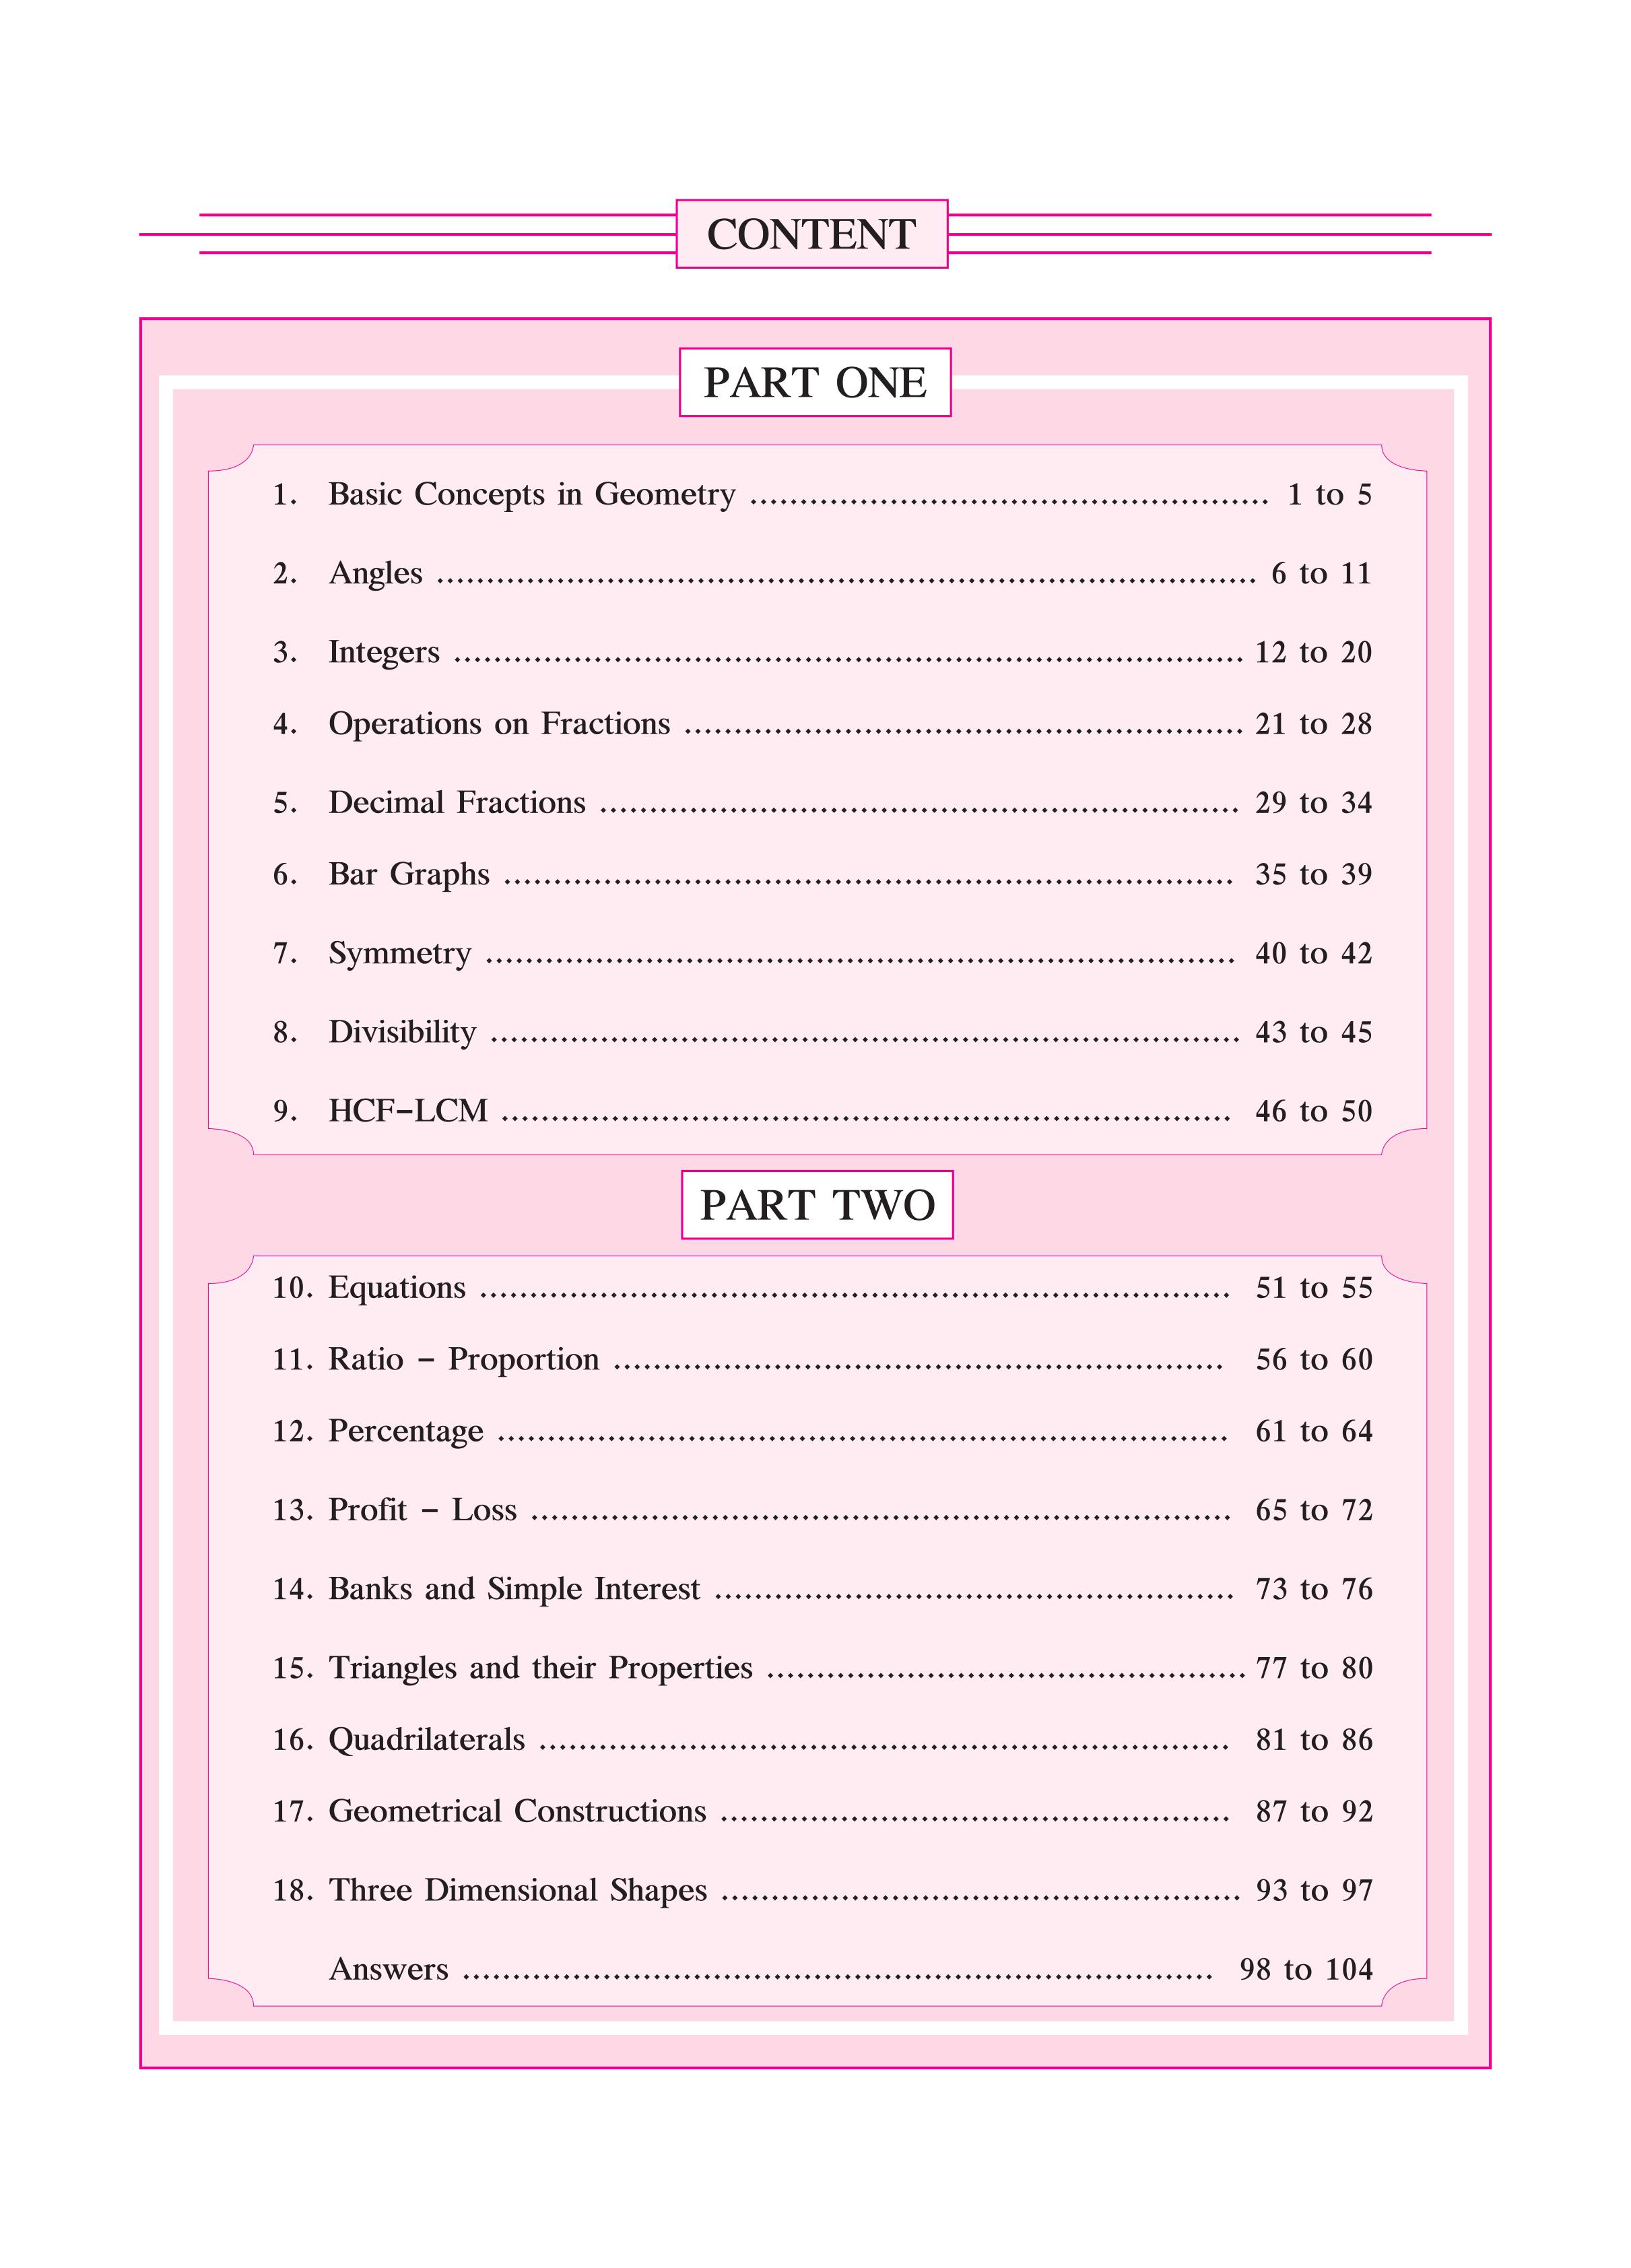 CONTENT
PART ONE
1. Basic Concepts in Geometry .................................................... 1 to 5
2. Angles .................................................................................. 6 to 11
3. Integers ............................................................................... 12 to 20
4. Operations on Fractions ........................................................ 21 to 28
5. Decimal Fractions ................................................................ 29 to 34
6. Bar Graphs ......................................................................... 35 to 39
7. Symmetry ........................................................................... 40 to 42
8. Divisibility ........................................................................... 43 to 45
9. HCF-LCM ......................................................................... 46 to 50
PART TWO
10. Equations ........................................................................... 51 to 55
11. Ratio - Proportion ............................................................. 56 to 60
12. Percentage ......................................................................... 61 to 64
13. Profit - Loss ...................................................................... 65 to 72
14. Banks and Simple Interest .................................................... 73 to 76
15. Triangles and their Properties ................................................ 77 to 80
16. Quadrilaterals ..................................................................... 81 to 86
17. Geometrical Constructions ................................................... 87 to 92
18. Three Dimensional Shapes .................................................... 93 to 97
Answers ........................................................................... 98 to 104